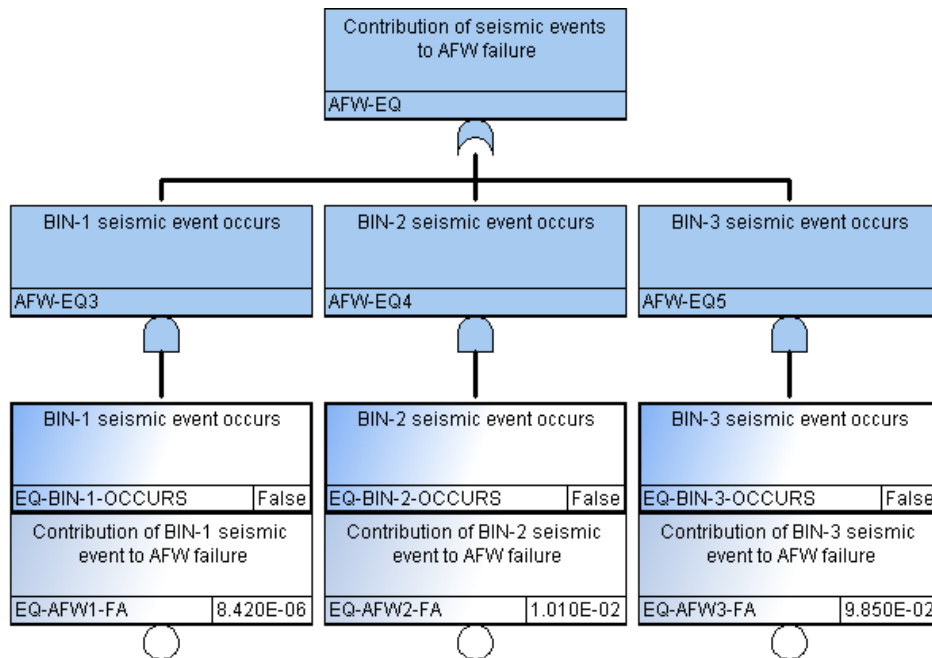 Contribution of seismic events
to AFW failure
AFW-EQ
BIN-1 seismic event occurs
AFW-EQ3
BIN-2 seismic event occurs
AFW-EQ4
BIN-3 seismic event occurs
AFW-EQ5
BIN-1 seismic event occurs
EQ-BIN-1-OCCURS False
Contribution of BIN-1 seismic
event to AFW failure
EQ-AFW1-FA 8.420E-06
BIN-2 seismic event occurs
EQ-BIN-2-OCCURS False
Contribution of BIN-2 seismic
event to AFW failure
EQ-AFW2-FA 1.010E-02
BIN-3 seismic event occurs
EQ-BIN-3-OCCURS False
Contribution of BIN-3 seismic
event to AFW failure
EQ-AFW3-FA 9.850E-02